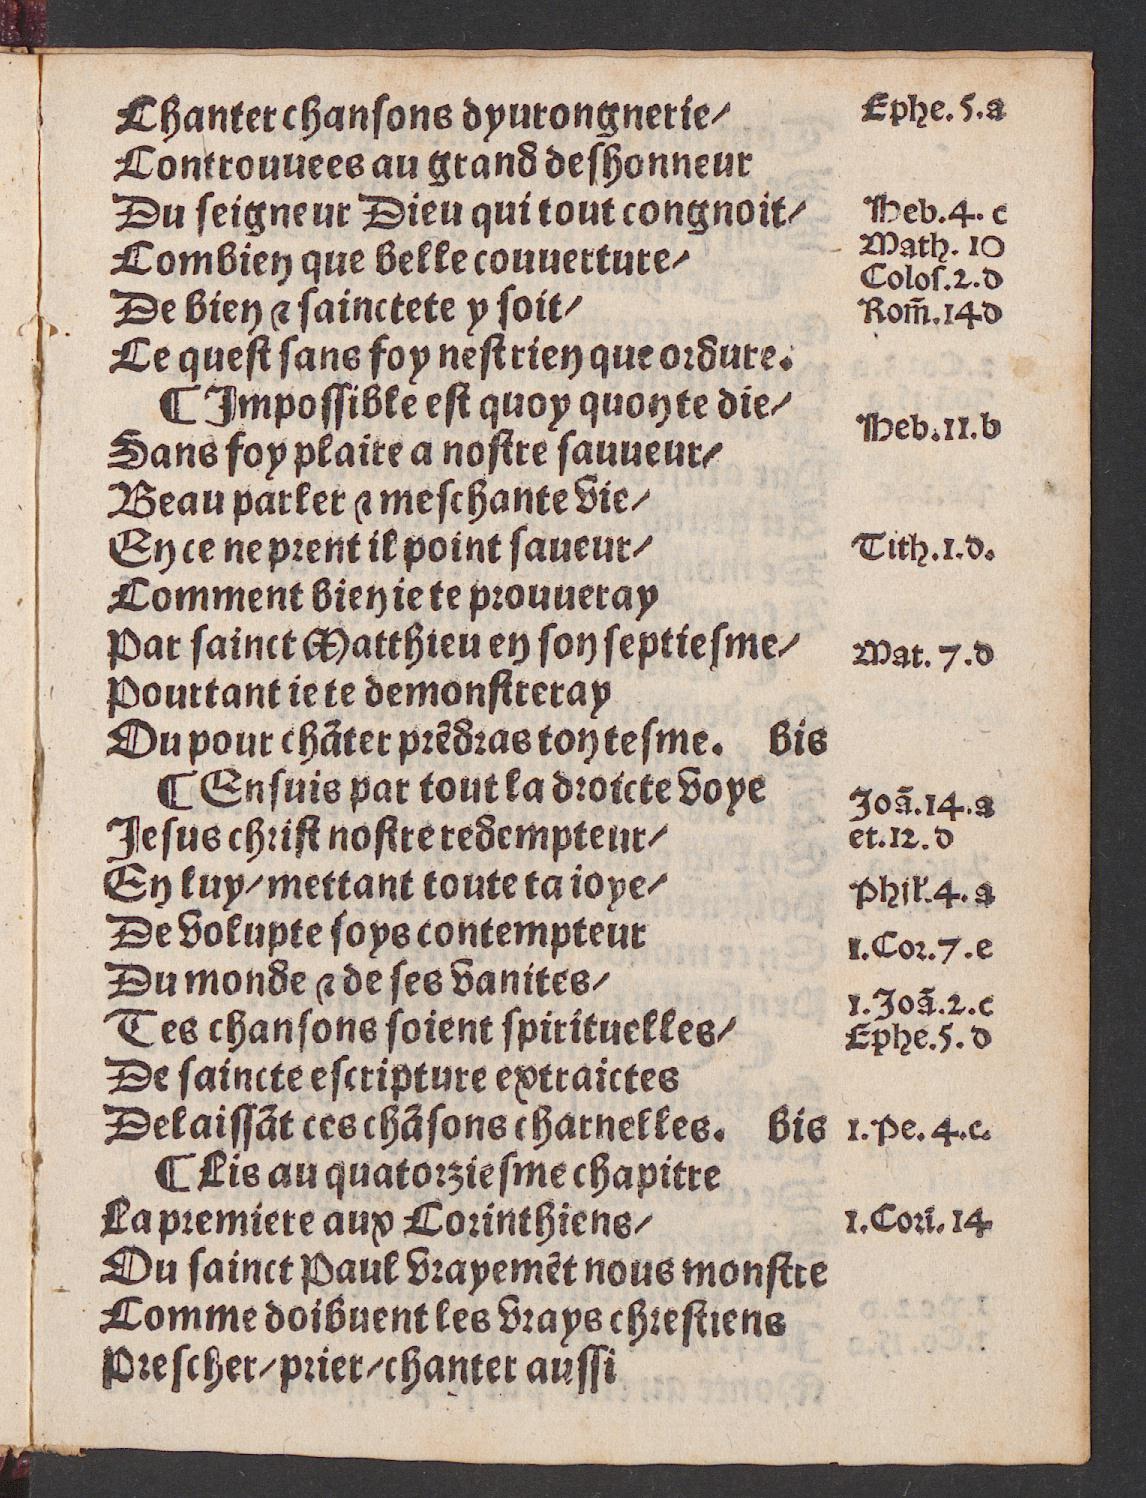 Chanter chansons dyurongnerie/ Ephe.5.a
Controuuees au grand deshonneur
Du seigneur Dieu qui tout congnoit/ Heb.4.c
Combien que belle couuerture/ Math.10
Colos.2.d
De bien ⁊ sainctete y soit/ Rom̃.14d
Ce quest sans foy nest rien que ordure.
¶ Impossible est quoy quon te die/
Heb.11.b
Sans foy plaire a nostre sauueur/
Beau parler ⁊ meschante vie/
En ce ne prent il point saueur/ Tith.1.d.
Comment bien ie te prouueray
Par sainct Matthieu en son septiesme/ Mat.7.d
Pourtant ie te demonstreray
Ou pour chãter prẽdras ton tesme. bis
¶ Ensuis par tout la droicte voye
Joã.14.a
Jesus christ nostre redempteur/ et.12.d
En luy/ mettant toute ta ioye/ Phil.4.a
De volupte soys contempteur 1.Cor.7.e
Du monde ⁊ de ses vanites/
1.Joã.2.c
Tes chansons soient spirituelles/ Ephe.5.d
De saincte escripture extraictes
Delaissãt ces chãsons charnelles. bis 1.Pe.4.c.
¶ Lis au quatorziesme chapitre
La premiere aux Corinthiens/ 1.Cori.14
Ou sainct Paul vrayemẽt nous monstre
Comme doibuent les vrays chrestiens
Prescher/ prier/ chanter aussi